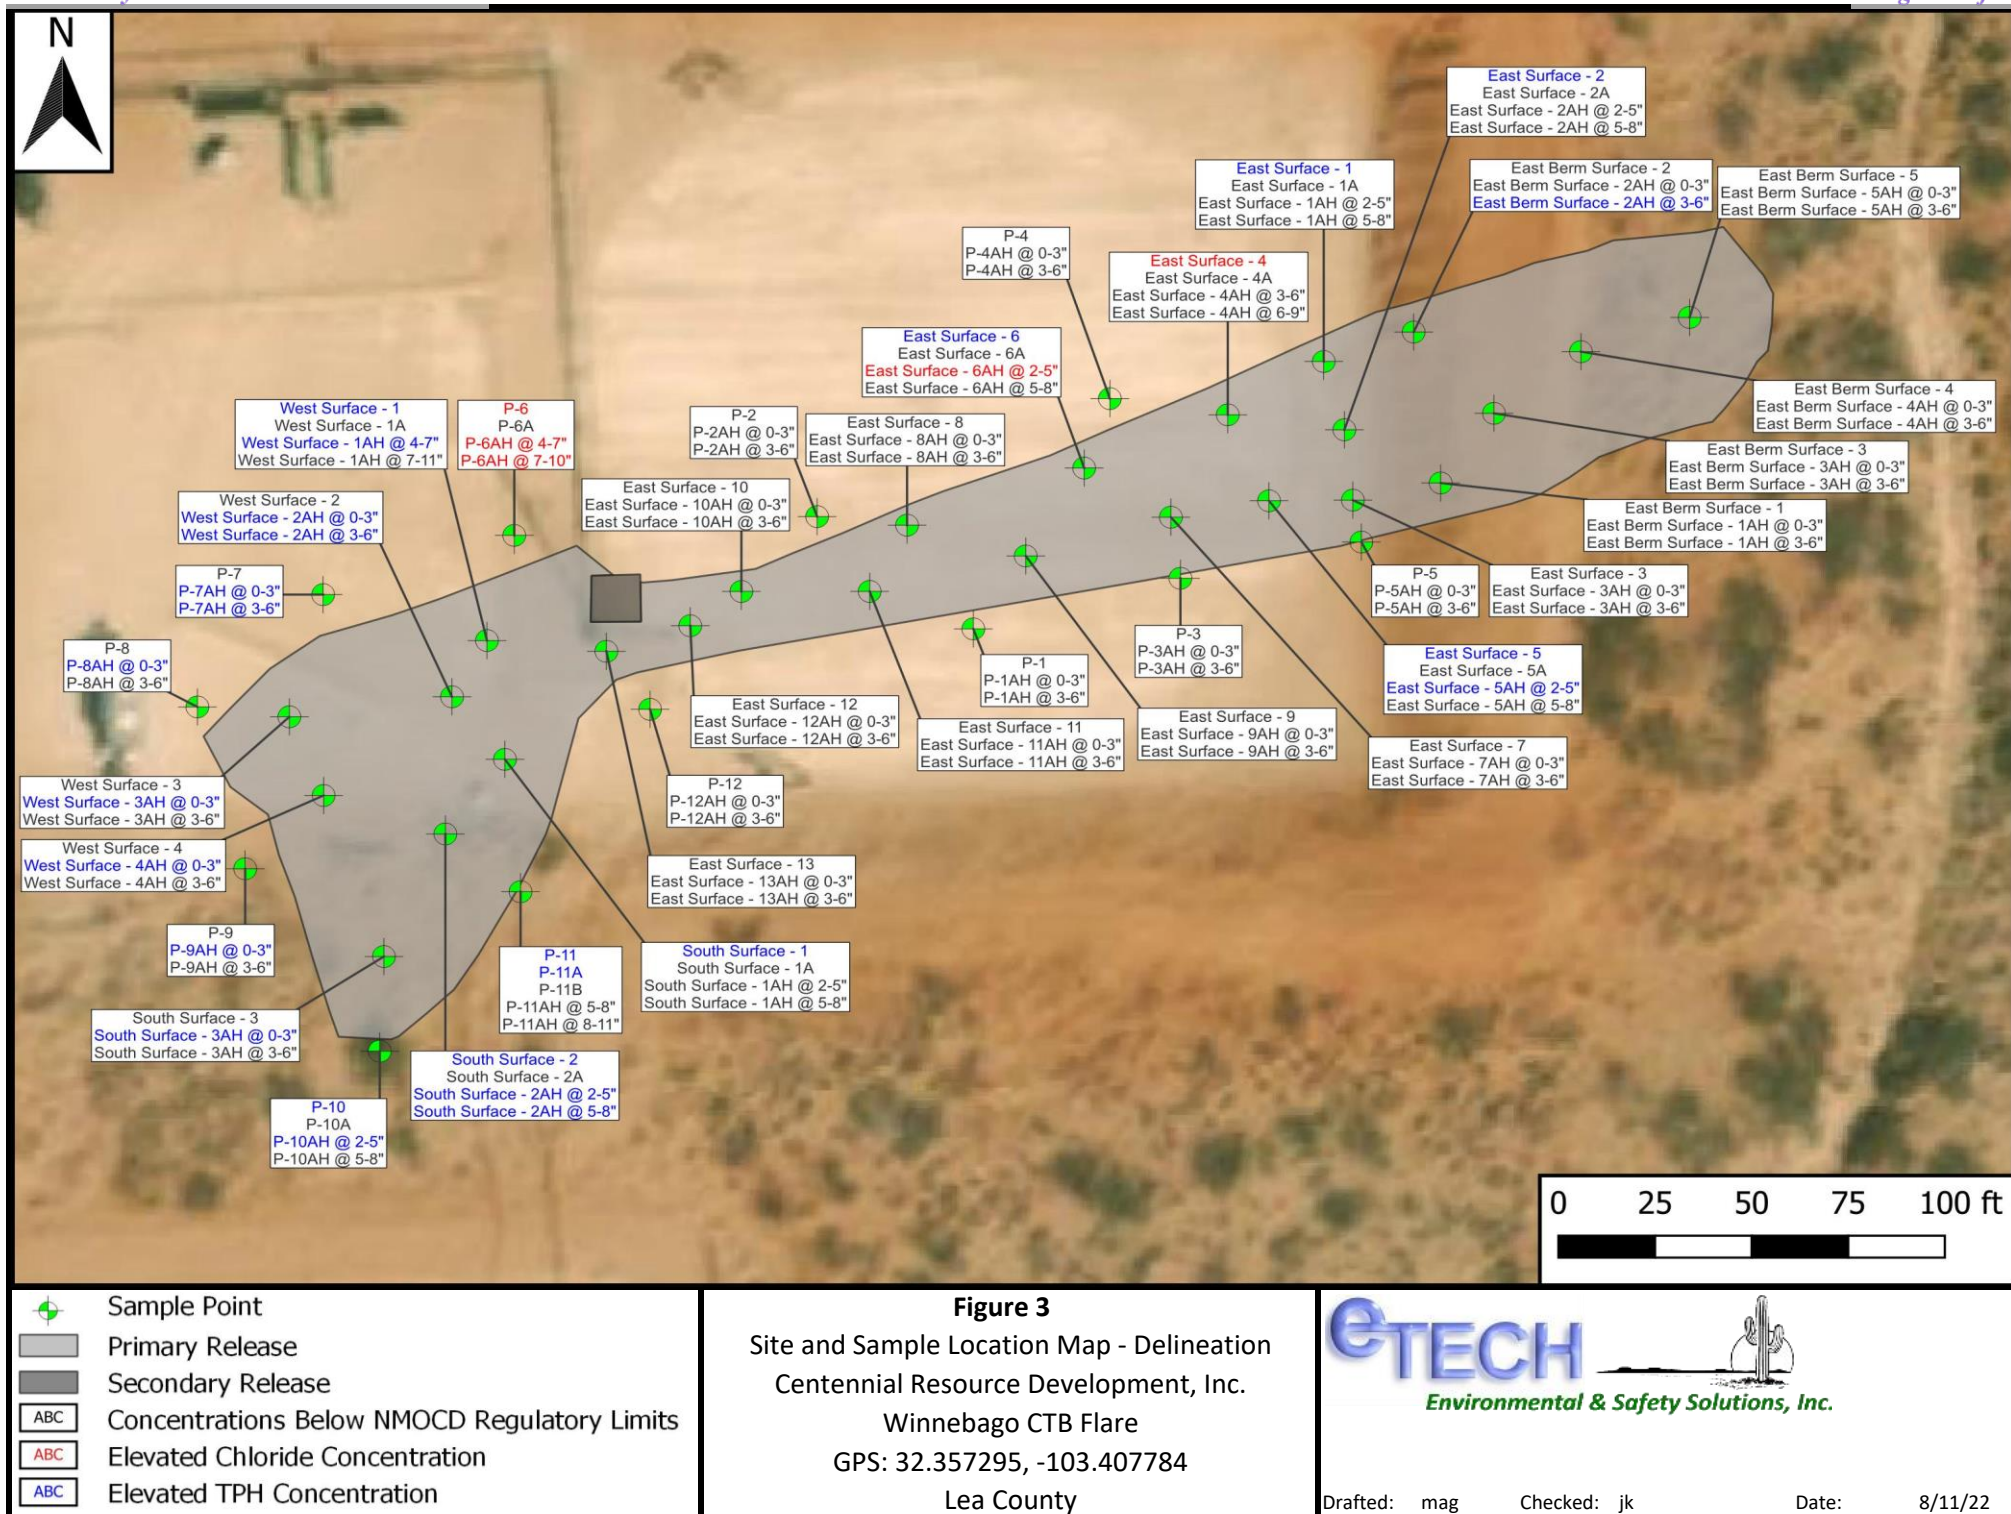 N
East Surface - 2
East Surface - 2A
East Surface - 2AH @ 2-5"
East Surface - 2AH @ 5-8"
East Surface - 1
East Surface - 1A
East Surface - 1AH @ 2-5"
East Surface - 1AH @ 5-8"
East Berm Surface - 2
East Berm Surface - 2AH @ 0-3"
East Berm Surface - 2AH @ 3-6"
East Berm Surface - 5
East Berm Surface - 5AH @ 0-3"
East Berm Surface - 5AH @ 3-6"
P-4
P-4AH @ 0-3"
P-4AH @ 3-6"
East Surface - 4
East Surface - 4A
East Surface - 4AH @ 3-6"
East Surface - 4AH @ 6-9"
East Surface - 6
East Surface - 6A
East Surface - 6AH @ 2-5"
East Surface - 6AH @ 5-8"
West Surface - 1
West Surface - 1A
West Surface - 1AH @ 4-7"
West Surface - 1AH @ 7-11"
P-6
P-6A
P-6AH @ 4-7"
P-6AH @ 7-10"
P-2
P-2AH @ 0-3"
P-2AH @ 3-6"
East Surface - 8
East Surface - 8AH @ 0-3"
East Surface - 8AH @ 3-6"
East Berm Surface - 4
East Berm Surface - 4AH @ 0-3"
East Berm Surface - 4AH @ 3-6"
East Berm Surface - 3
East Berm Surface - 3AH @ 0-3"
East Berm Surface - 3AH @ 3-6"
West Surface - 2
West Surface - 2AH @ 0-3"
West Surface - 2AH @ 3-6"
East Surface - 10
East Surface - 10AH @ 0-3"
East Surface - 10AH @ 3-6"
East Berm Surface - 1
East Berm Surface - 1AH @ 0-3"
East Berm Surface - 1AH @ 3-6"
P-7
P-7AH @ 0-3"
P-7AH @ 3-6"
P-5
P-5AH @ 0-3"
P-5AH @ 3-6"
East Surface - 3
East Surface - 3AH @ 0-3"
East Surface - 3AH @ 3-6"
P-8
P-8AH @ 0-3"
P-8AH @ 3-6"
P-3
P-3AH @ 0-3"
P-3AH @ 3-6"
P-1
P-1AH @ 0-3"
P-1AH @ 3-6"
East Surface - 5
East Surface - 5A
East Surface - 5AH @ 2-5"
East Surface - 5AH @ 5-8"
East Surface - 12
East Surface - 12AH @ 0-3"
East Surface - 12AH @ 3-6"
East Surface - 11
East Surface - 11AH @ 0-3"
East Surface - 11AH @ 3-6"
East Surface - 9
East Surface - 9AH @ 0-3"
East Surface - 9AH @ 3-6"
East Surface - 7
East Surface - 7AH @ 0-3"
East Surface - 7AH @ 3-6"
West Surface - 3
West Surface - 3AH @ 0-3"
West Surface - 3AH @ 3-6"
P-12
P-12AH @ 0-3"
P-12AH @ 3-6"
West Surface - 4
West Surface - 4AH @ 0-3"
West Surface - 4AH @ 3-6"
East Surface - 13
East Surface - 13AH @ 0-3"
East Surface - 13AH @ 3-6"
P-9
P-9AH @ 0-3"
P-9AH @ 3-6"
P-11
P-11A
P-11B
P-11AH @ 5-8"
P-11AH @ 8-11"
South Surface - 1
South Surface - 1A
South Surface - 1AH @ 2-5"
South Surface - 1AH @ 5-8"
South Surface - 3
South Surface - 3AH @ 0-3"
South Surface - 3AH @ 3-6"
South Surface - 2
South Surface - 2A
South Surface - 2AH @ 2-5"
South Surface - 2AH @ 5-8"
P-10
P-10A
P-10AH @ 2-5"
P-10AH @ 5-8"
0 25 50 75 100 ft
Sample Point
Primary Release
Secondary Release
ABC Concentrations Below NMOCD Regulatory Limits
ABC Elevated Chloride Concentration
ABC Elevated TPH Concentration
Figure 3
Site and Sample Location Map - Delineation
Centennial Resource Development, Inc.
Winnebago CTB Flare
GPS: 32.357295, -103.407784
Lea County
eTECH
Environmental & Safety Solutions, Inc.
Drafted: mag Checked: jk Date: 8/11/22